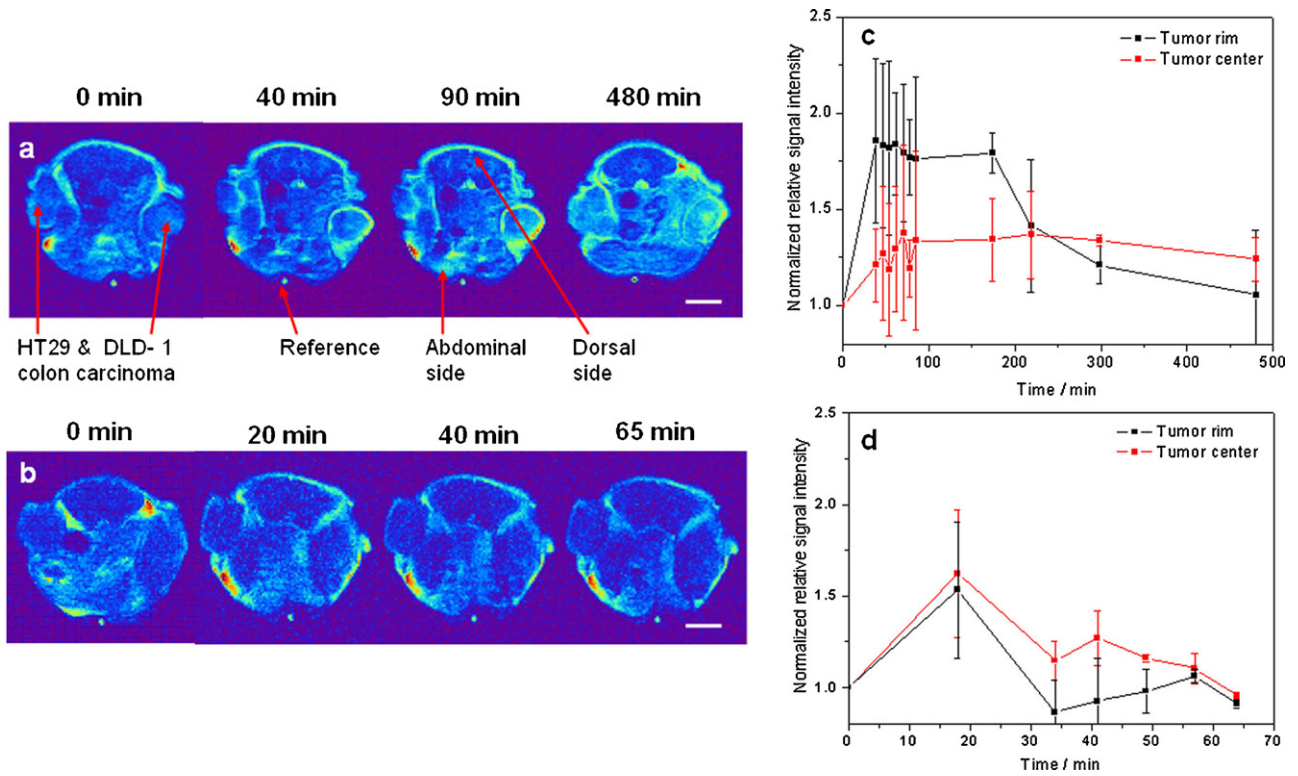 0 min 40 min 90 min 480 min
a
HT29 & DLD- 1
colon carcinoma
Reference
Abdominal
side
Dorsal
side
0 min 20 min 40 min 65 min
b
c
Tumor rim
Tumor center
Normalized relative signal intensity
2.5
2.0
1.5
1.0
0 100 200 300 400 500
Time / min
d
Tumor rim
Tumor center
Normalized relative signal intensity
2.5
2.0
1.5
1.0
0 10 20 30 40 50 60 70
Time / min